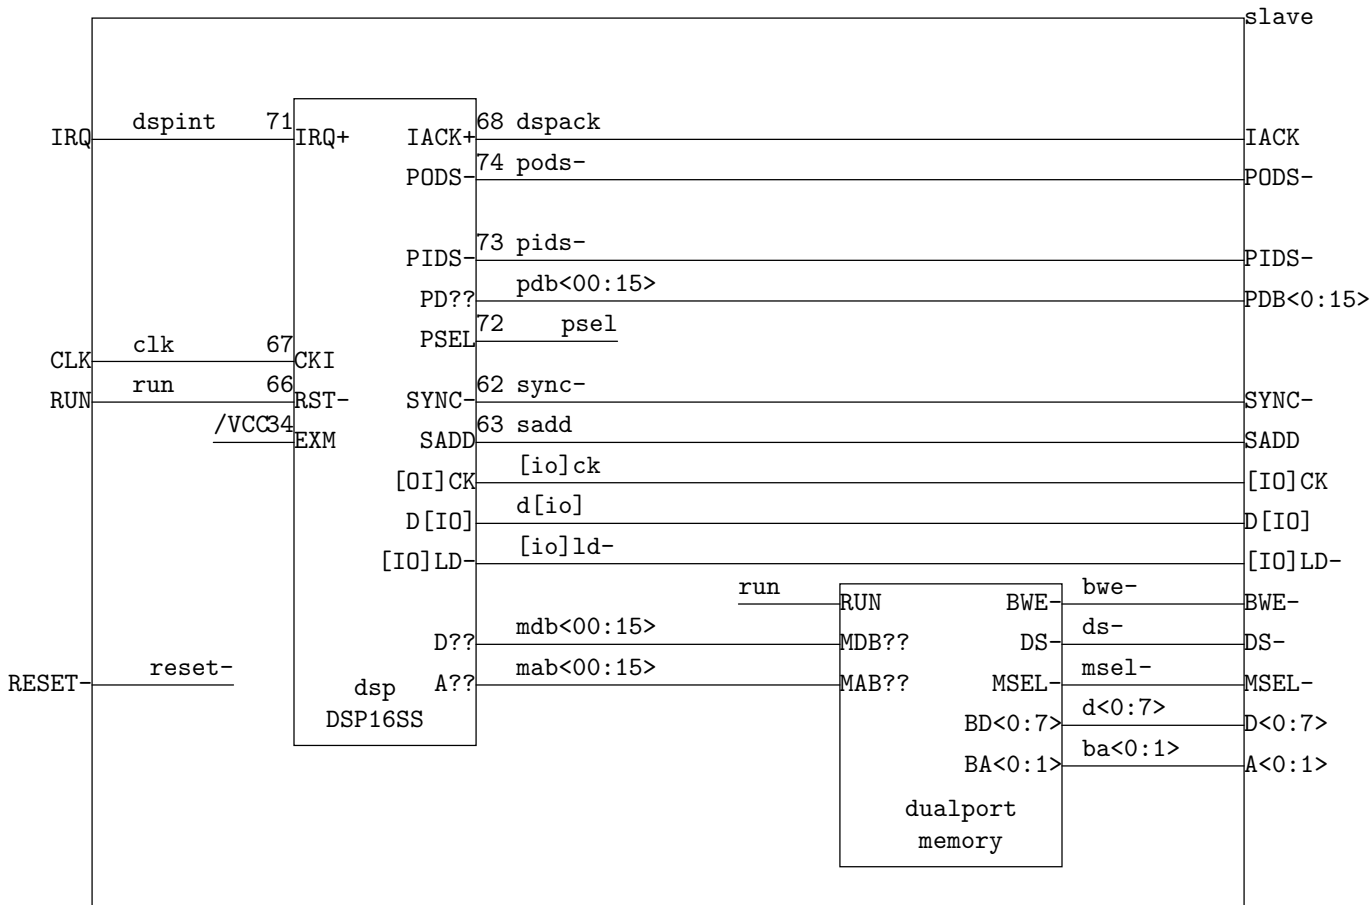 slave
dspint 71 68 dspack
IRQ IRQ+ IACK+ IACK
74 pods-
PODS- PODS-
73 pids-
PIDS- PIDS-
pdb<00:15>
PD?? PDB<0:15>
72 psel
PSEL
clk 67
CLK CKI
run 66 62 sync-
RUN RST- SYNC- SYNC-
/VCC 34 63 sadd
EXM SADD SADD
[io]ck
[OI]CK [IO]CK
d[io]
D[IO] D[IO]
[io]ld-
[IO]LD- [IO]LD-
run bwe-
RUN BWE- BWE-
mdb<00:15> ds-
D?? MDB?? DS- DS-
reset- mab<00:15> msel-
RESET- A?? MAB?? MSEL- MSEL-
dsp
DSP16SS
d<0:7>
BD<0:7> D<0:7>
ba<0:1>
BA<0:1> A<0:1>
dualport
memory